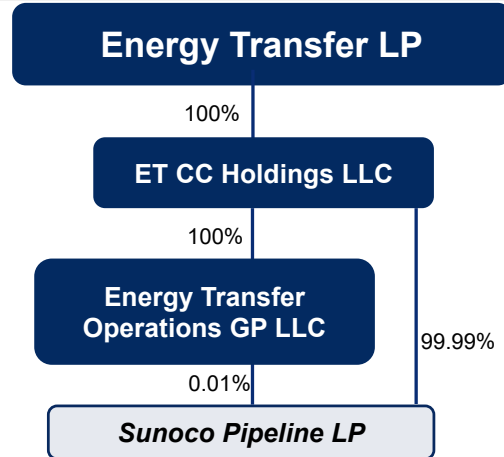 Energy Transfer LP
100%
ET CC Holdings LLC
100%
Energy Transfer
Operations GP LLC
99.99%
0.01%
Sunoco Pipeline LP